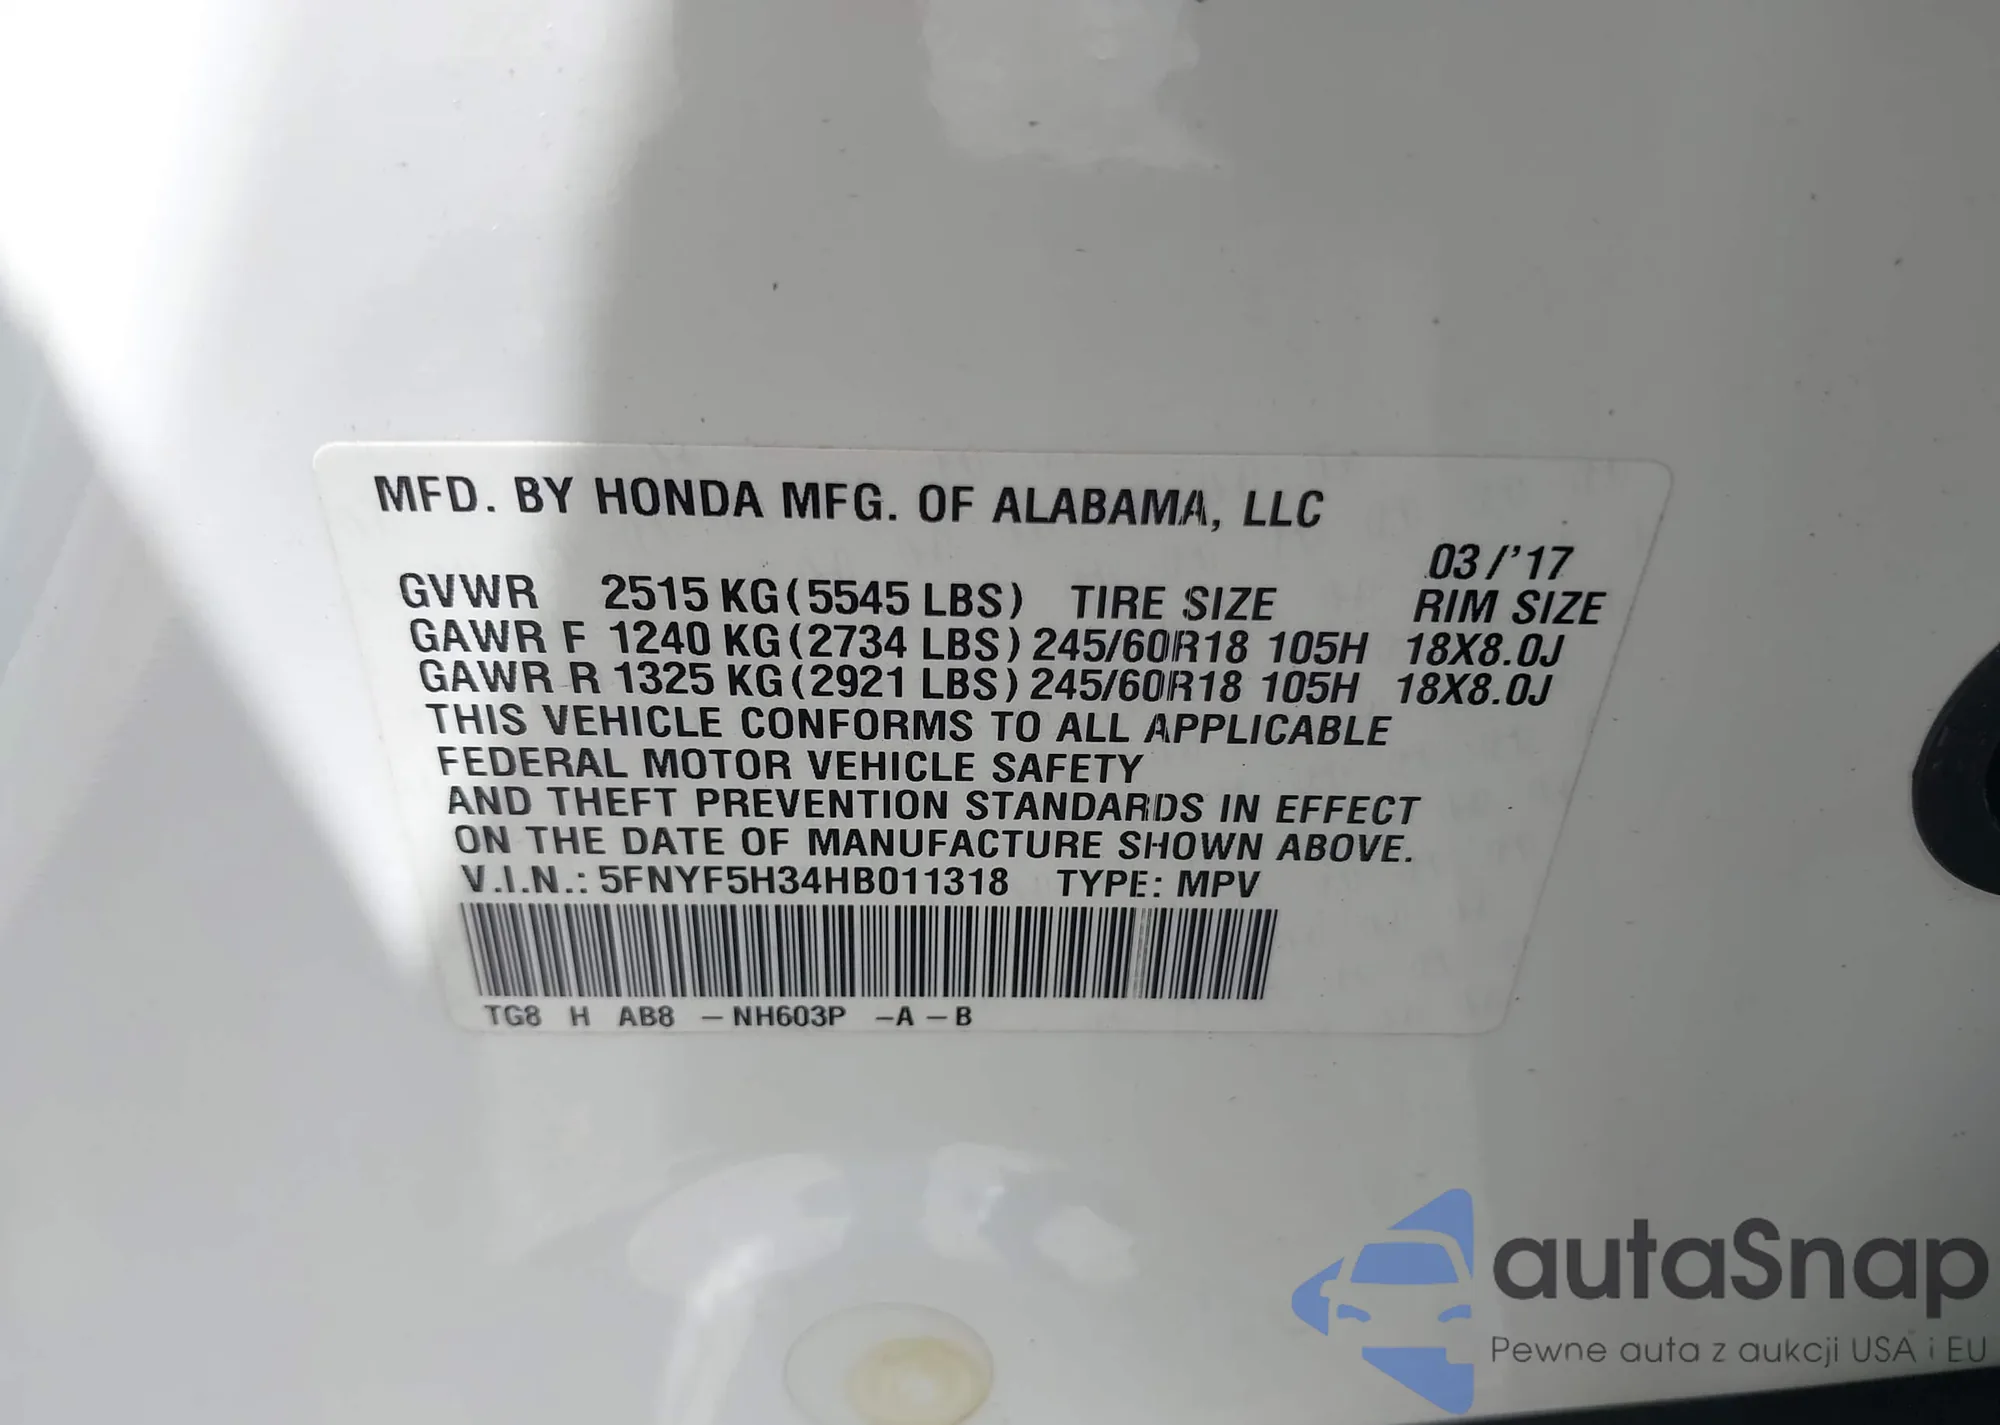 MFD. BY HONDA MFG. OF ALABAMA, LLC
03/'17
GVWR 2515 KG (5545 LBS) TIRE SIZE RIM SIZE
GAWR F 1240 KG (2734 LBS) 245/60R18 105H 18X8.0J
GAWR R 1325 KG (2921 LBS) 245/60R18 105H 18X8.0J
THIS VEHICLE CONFORMS TO ALL APPLICABLE
FEDERAL MOTOR VEHICLE SAFETY
AND THEFT PREVENTION STANDARDS IN EFFECT
ON THE DATE OF MANUFACTURE SHOWN ABOVE.
V.I.N.: 5FNYF5H34HB011318 TYPE: MPV
TG8 H AB8 – NH603P –A – B
autaSnap
Pewne auta z aukcji USA i EU